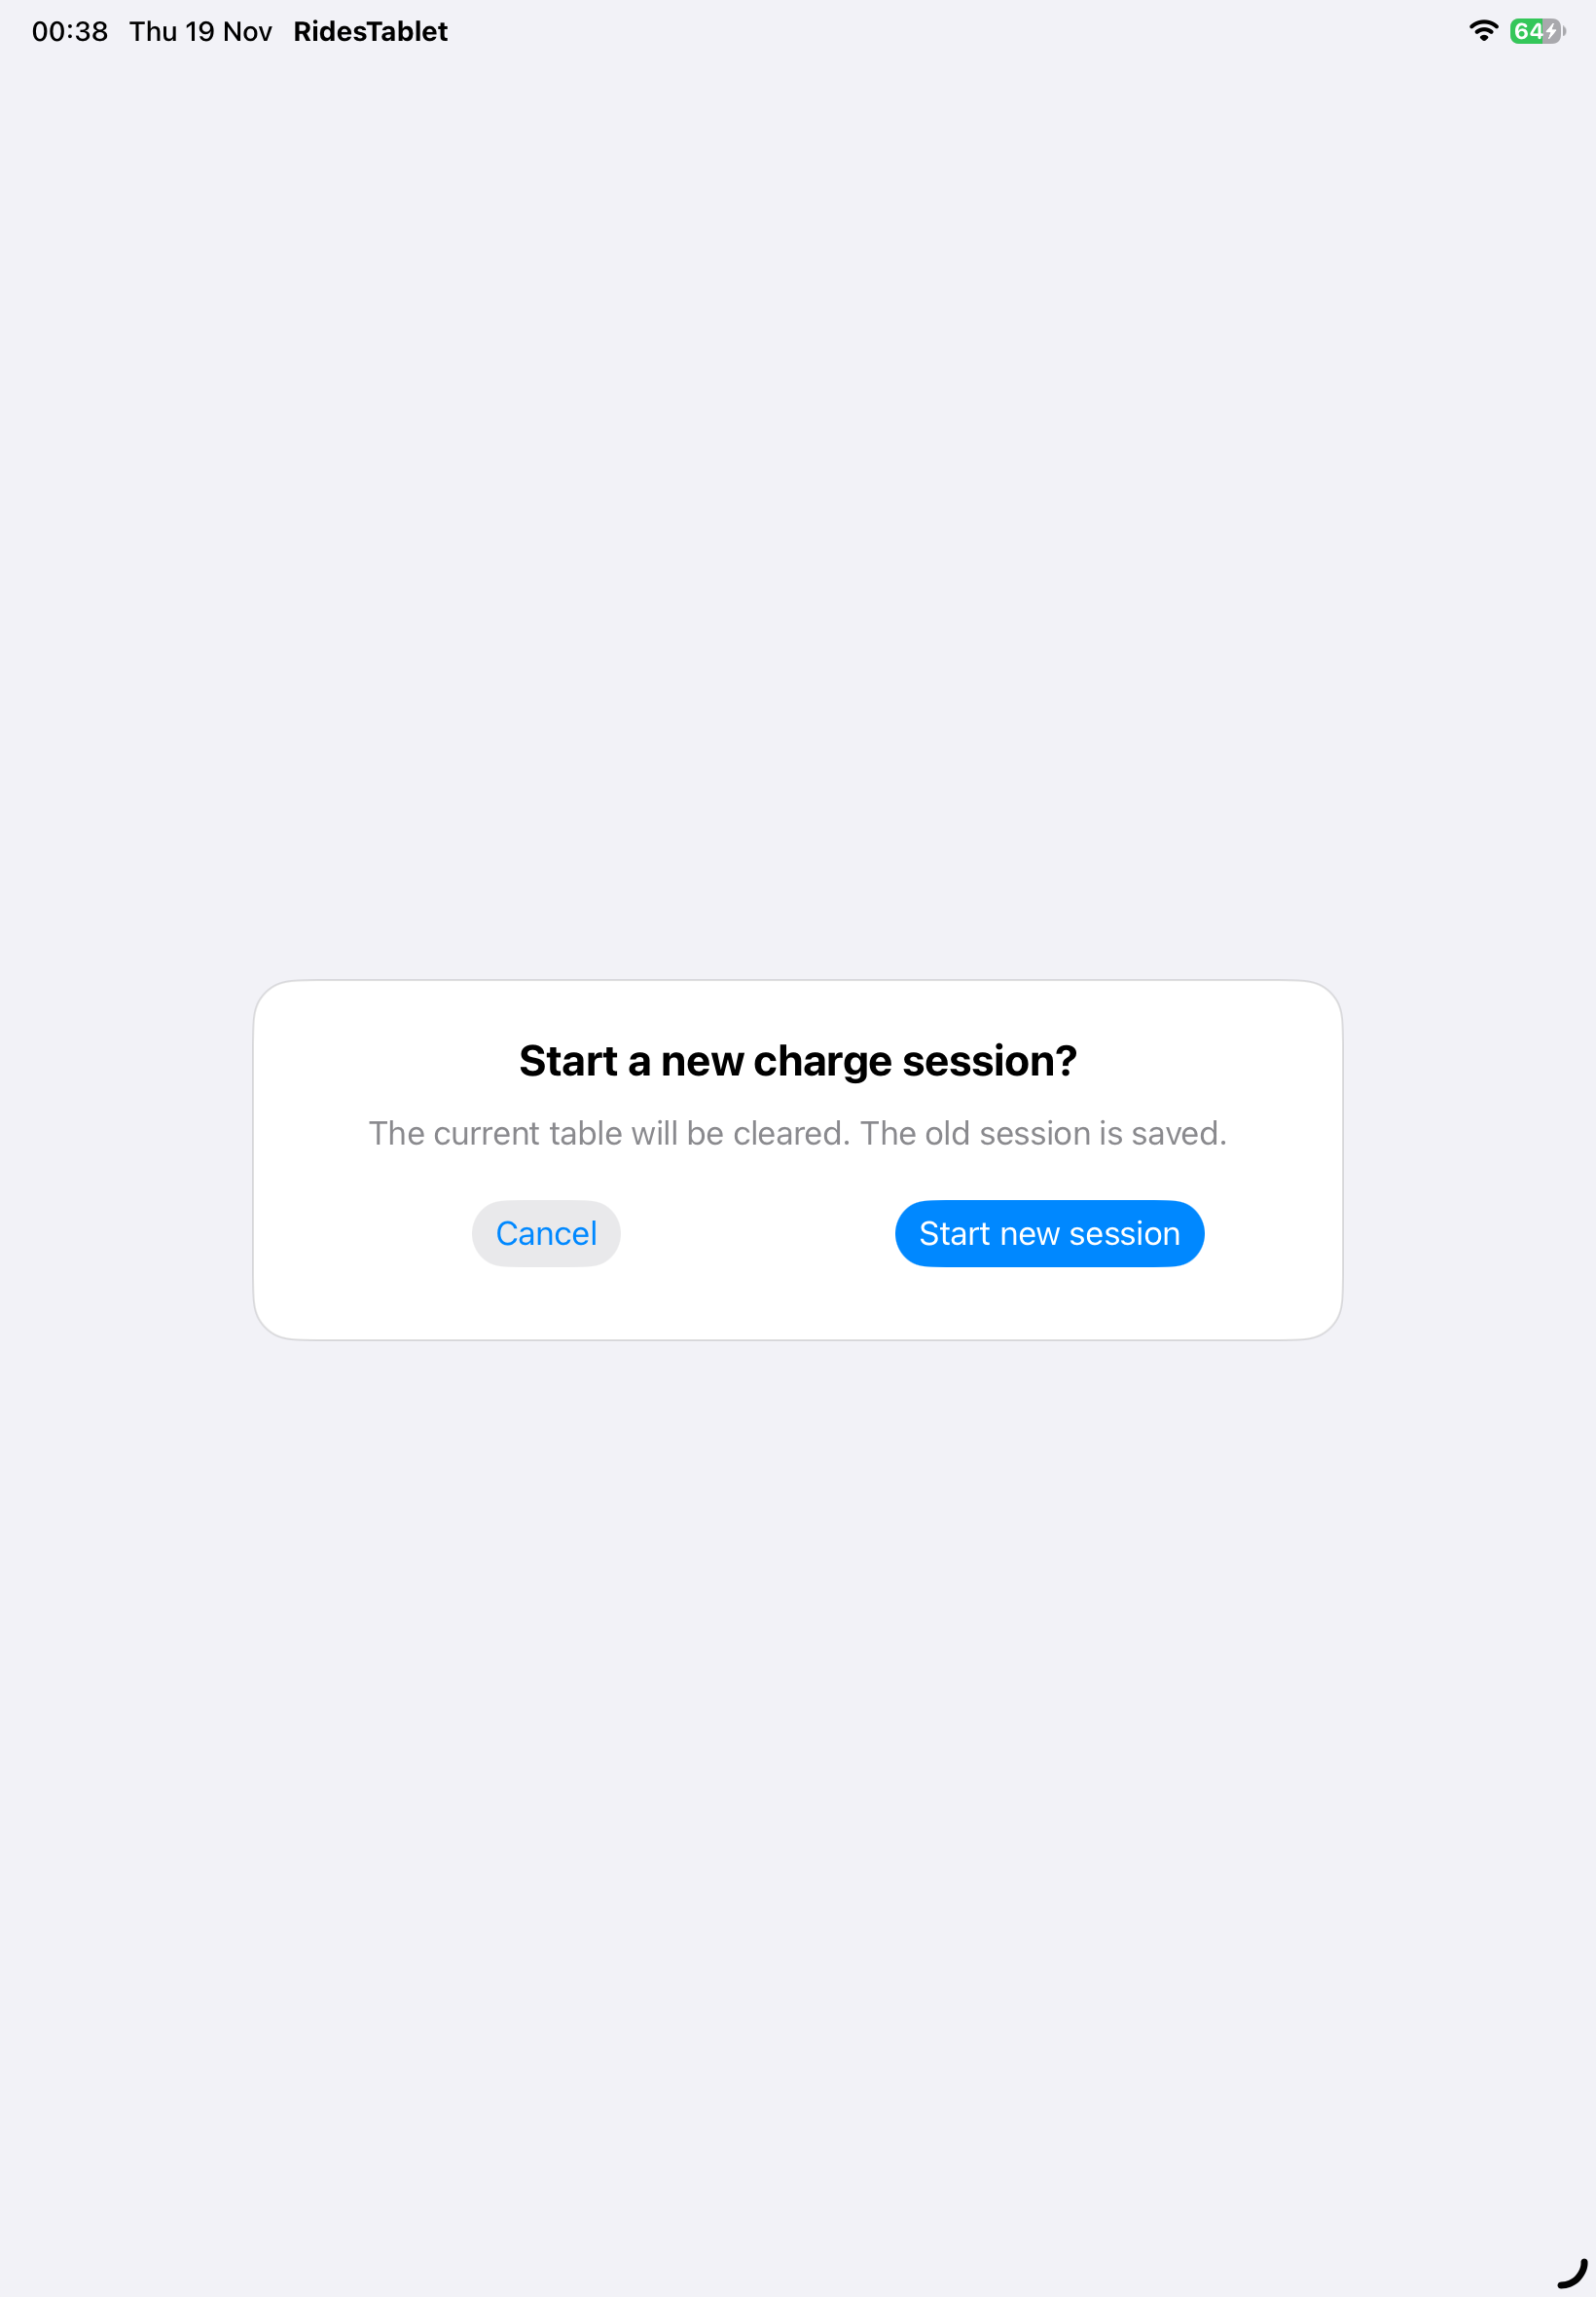 00:38 Thu 19 Nov RidesTablet 64
Start a new charge session?
The current table will be cleared. The old session is saved.
Cancel Start new session